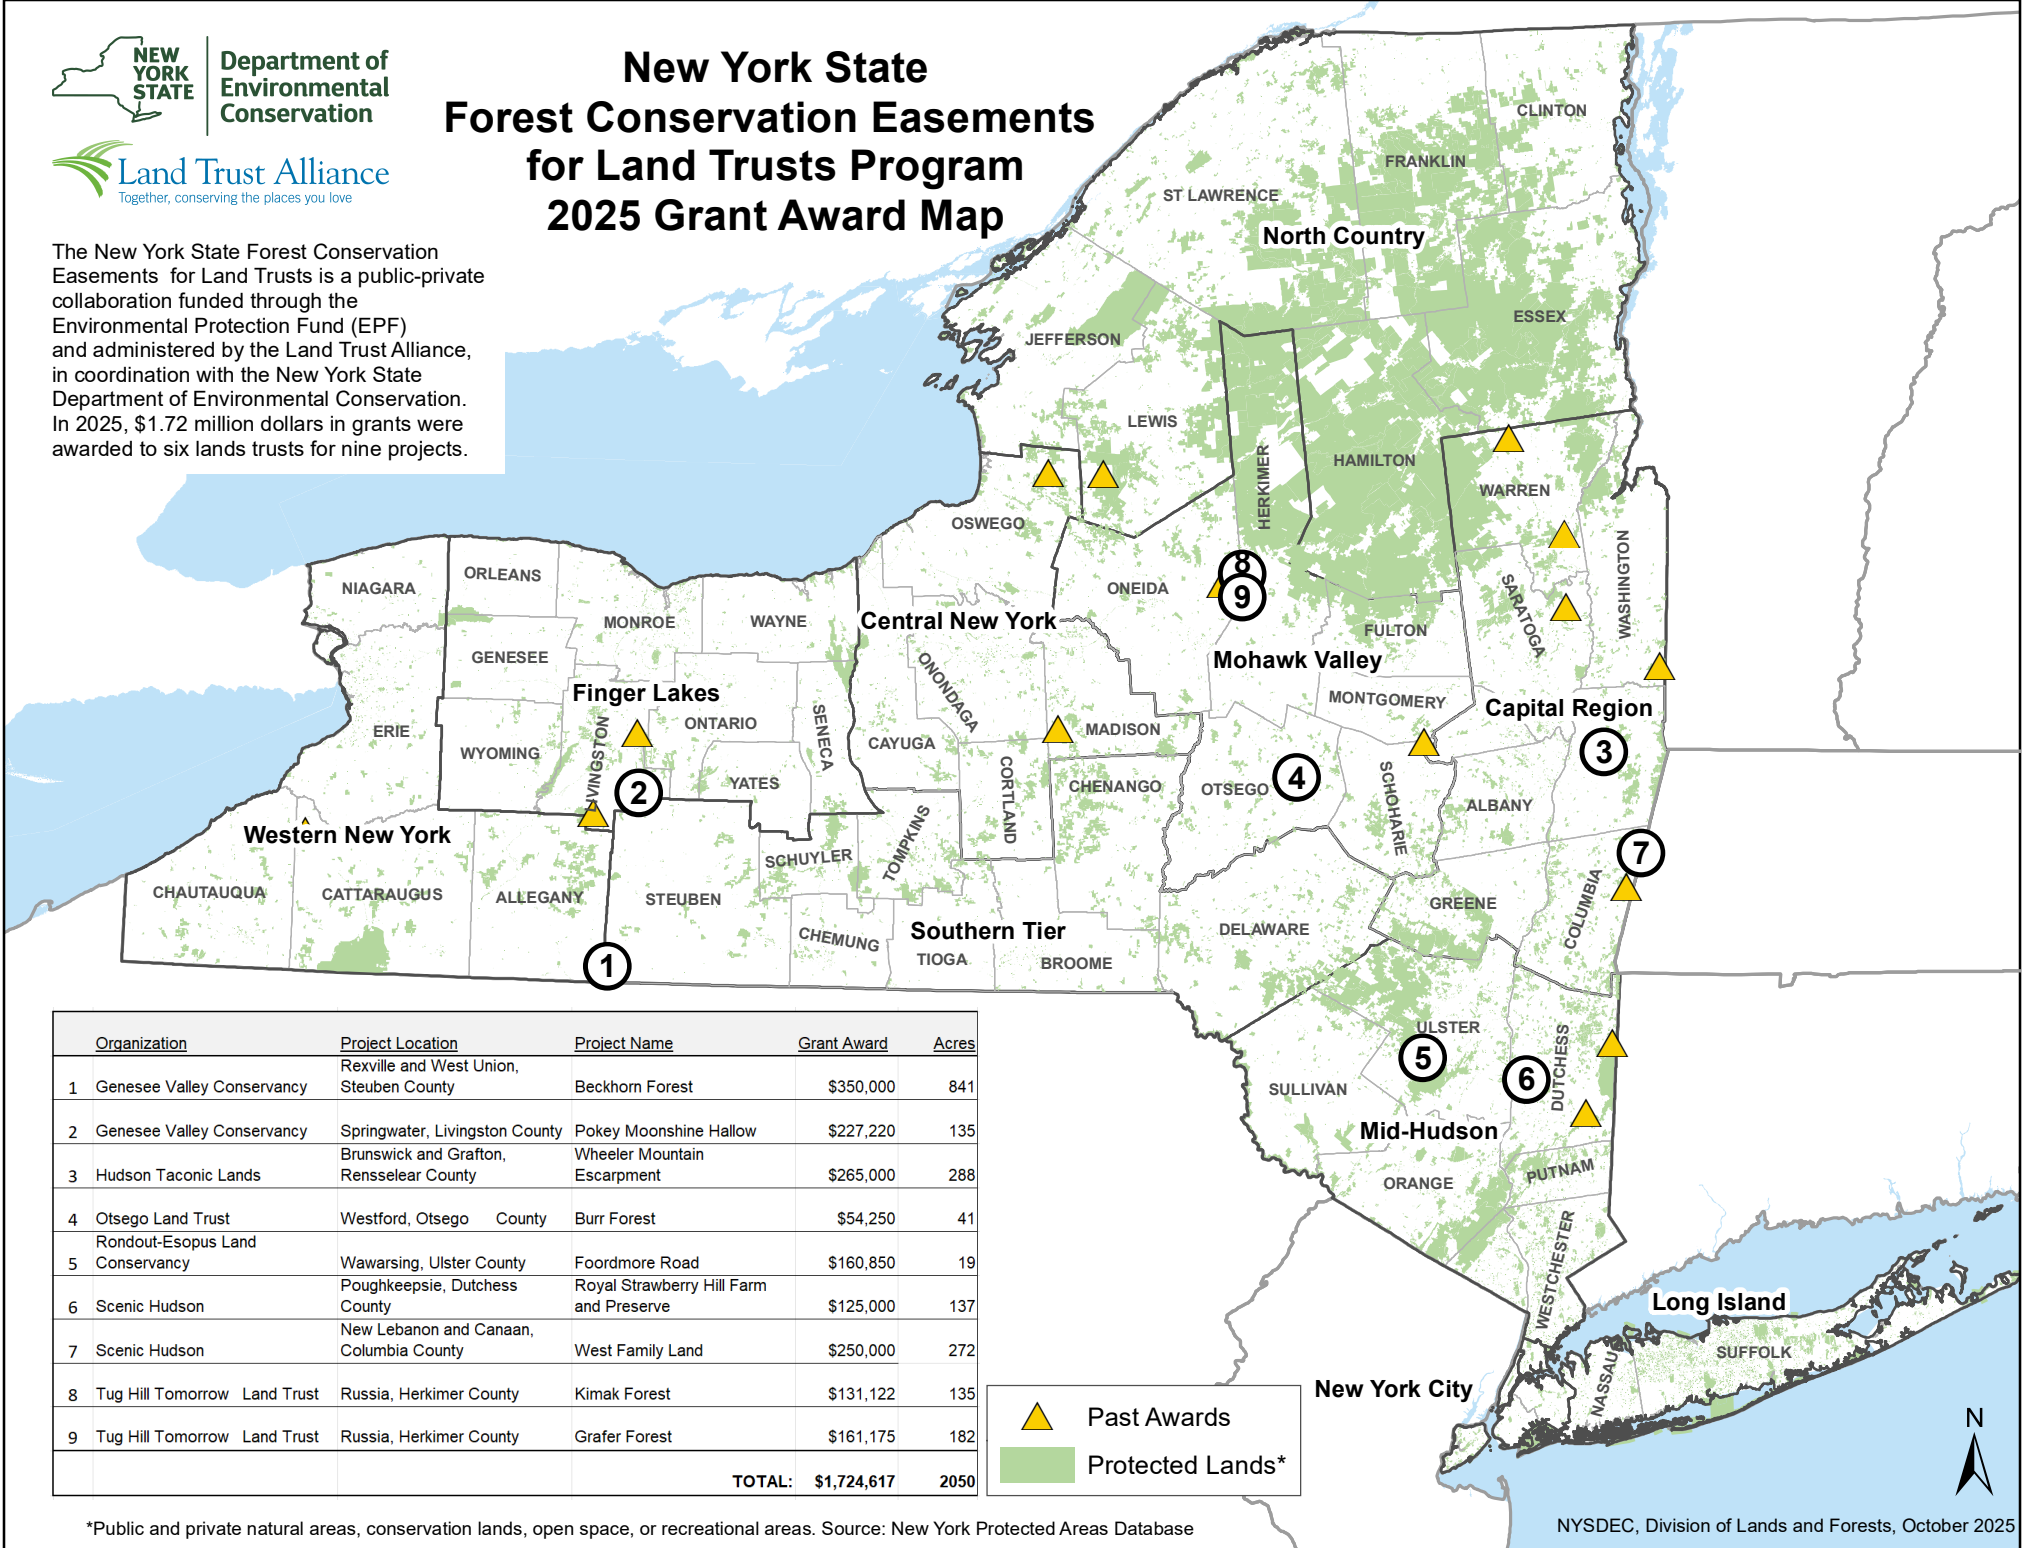 NEW
YORK
STATE
Department of
Environmental
Conservation
Land Trust Alliance
Together, conserving the places you love
New York State
Forest Conservation Easements
for Land Trusts Program
2025 Grant Award Map
The New York State Forest Conservation
Easements  for Land Trusts is a public-private
collaboration funded through the
Environmental Protection Fund (EPF)
and administered by the Land Trust Alliance,
in coordination with the New York State
Department of Environmental Conservation.
In 2025, $1.72 million dollars in grants were
awarded to six lands trusts for nine projects.
CLINTON
FRANKLIN
ST LAWRENCE
North Country
ESSEX
JEFFERSON
LEWIS
HERKIMER
HAMILTON
WARREN
OSWEGO
WASHINGTON
8
9
ONEIDA
SARATOGA
NIAGARA
ORLEANS
MONROE
WAYNE
Central New York
FULTON
GENESEE
Mohawk Valley
Finger Lakes
ONONDAGA
MONTGOMERY
Capital Region
ERIE
WYOMING
LIVINGSTON
ONTARIO
SENECA
CAYUGA
MADISON
3
2
YATES
CORTLAND
CHENANGO
OTSEGO
4
SCHOHARIE
ALBANY
Western New York
SCHUYLER
TOMPKINS
7
CHAUTAUQUA
CATTARAUGUS
ALLEGANY
STEUBEN
GREENE
COLUMBIA
CHEMUNG
Southern Tier
TIOGA
BROOME
DELAWARE
1
ULSTER
5
6
DUTCHESS
SULLIVAN
Mid-Hudson
PUTNAM
ORANGE
WESTCHESTER
Long Island
SUFFOLK
NASSAU
New York City
Organization Project Location Project Name Grant Award Acres
Rexville and West Union,
1 Genesee Valley Conservancy Steuben County Beckhorn Forest $350,000 841
2 Genesee Valley Conservancy Springwater, Livingston County Pokey Moonshine Hallow $227,220 135
Brunswick and Grafton, Wheeler Mountain
3 Hudson Taconic Lands Rensselear County Escarpment $265,000 288
4 Otsego Land Trust Westford, Otsego County Burr Forest $54,250 41
Rondout-Esopus Land
5 Conservancy Wawarsing, Ulster County Foordmore Road $160,850 19
Poughkeepsie, Dutchess Royal Strawberry Hill Farm
6 Scenic Hudson County and Preserve $125,000 137
New Lebanon and Canaan,
7 Scenic Hudson Columbia County West Family Land $250,000 272
8 Tug Hill Tomorrow Land Trust Russia, Herkimer County Kimak Forest $131,122 135
9 Tug Hill Tomorrow Land Trust Russia, Herkimer County Grafer Forest $161,175 182
TOTAL: $1,724,617 2050
Past Awards
Protected Lands*
N
*Public and private natural areas, conservation lands, open space, or recreational areas. Source: New York Protected Areas Database
NYSDEC, Division of Lands and Forests, October 2025